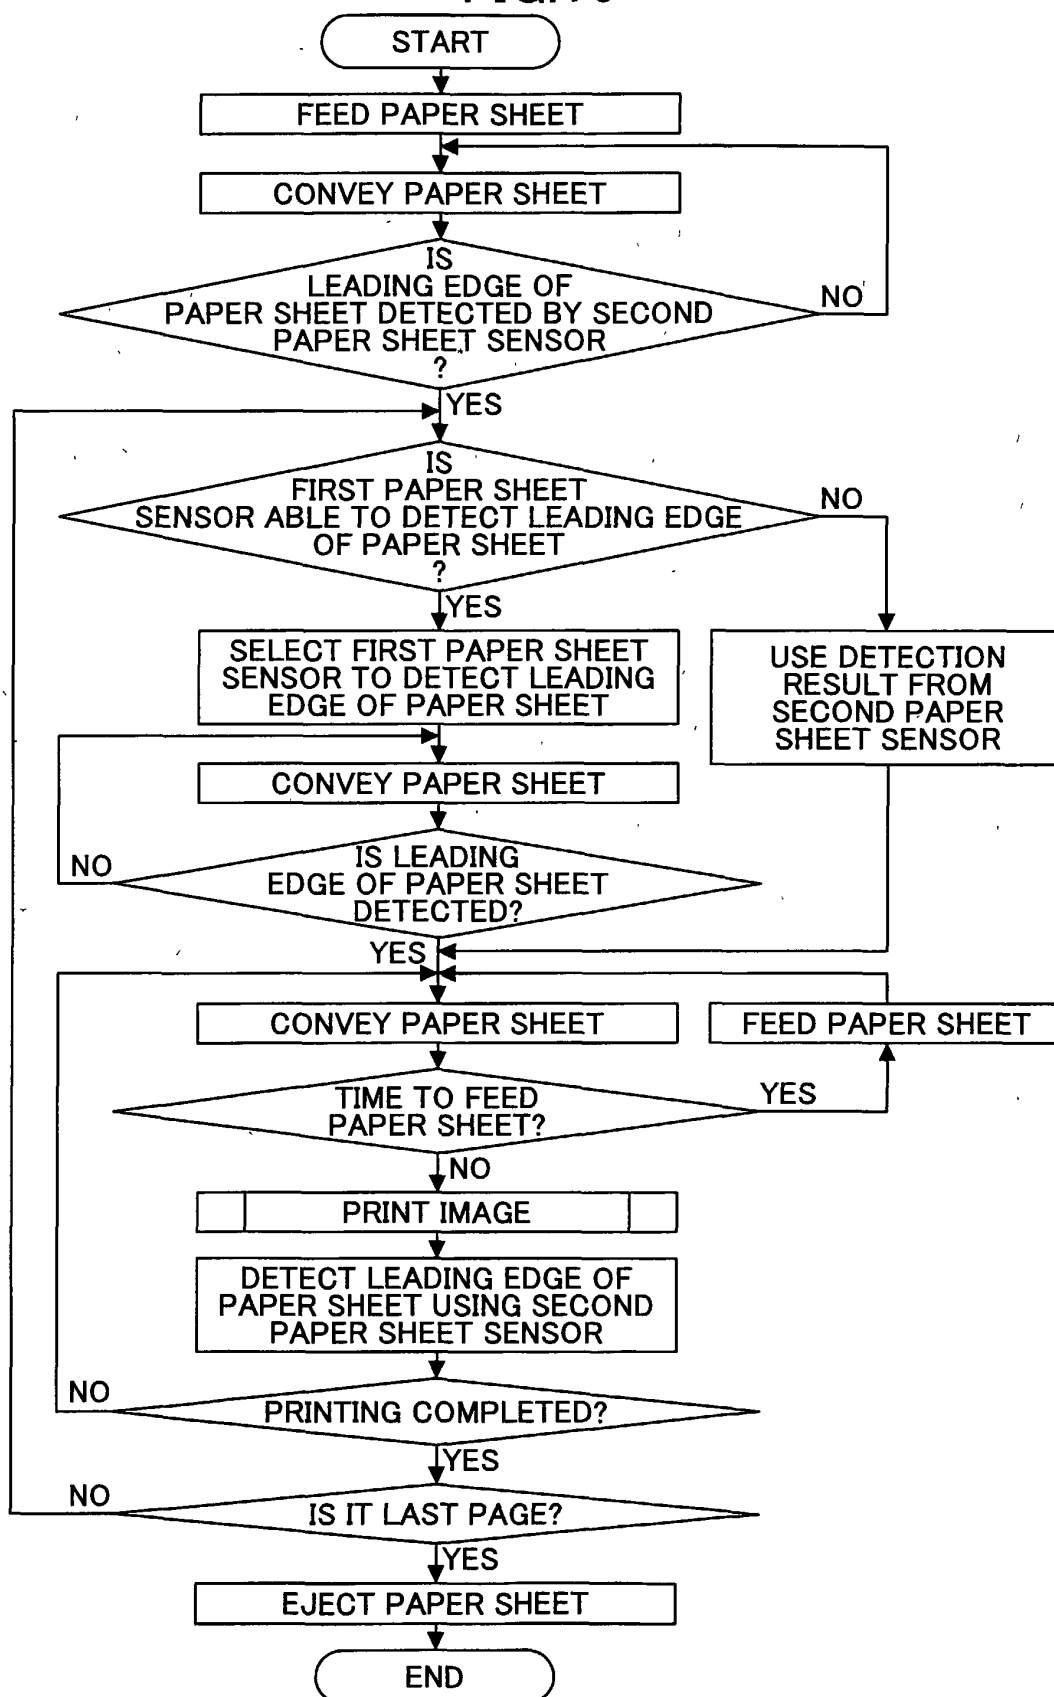 START
FEED PAPER SHEET
CONVEY PAPER SHEET
IS
LEADING EDGE OF
PAPER SHEET DETECTED BY SECOND
PAPER SHEET SENSOR
?
NO
YES
IS
FIRST PAPER SHEET
SENSOR ABLE TO DETECT LEADING EDGE
OF PAPER SHEET
?
NO
YES
SELECT FIRST PAPER SHEET
SENSOR TO DETECT LEADING
EDGE OF PAPER SHEET
USE DETECTION
RESULT FROM
SECOND PAPER
SHEET SENSOR
CONVEY PAPER SHEET
IS LEADING
EDGE OF PAPER SHEET
DETECTED?
NO
YES
CONVEY PAPER SHEET
FEED PAPER SHEET
TIME TO FEED
PAPER SHEET?
YES
NO
PRINT IMAGE
DETECT LEADING EDGE OF
PAPER SHEET USING SECOND
PAPER SHEET SENSOR
PRINTING COMPLETED?
NO
YES
IS IT LAST PAGE?
NO
YES
EJECT PAPER SHEET
END